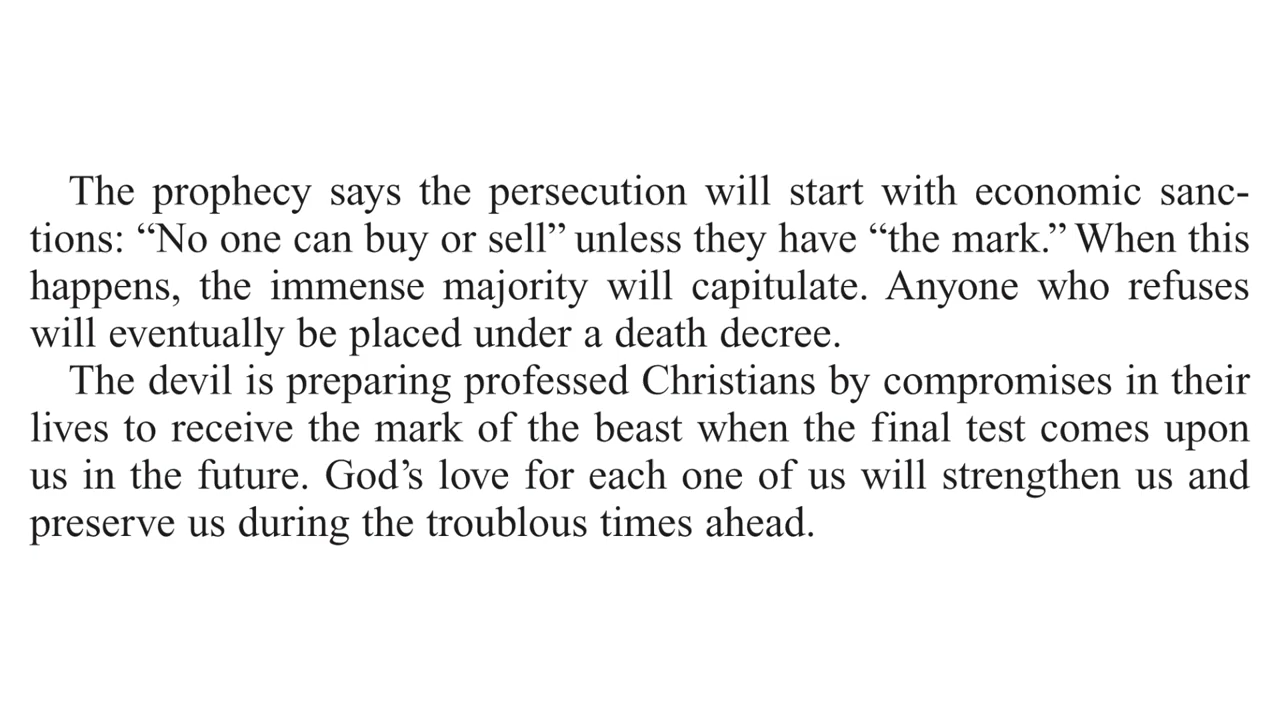 The prophecy says the persecution will start with economic sanc-
tions: “No one can buy or sell” unless they have “the mark.” When this
happens, the immense majority will capitulate. Anyone who refuses
will eventually be placed under a death decree.
The devil is preparing professed Christians by compromises in their
lives to receive the mark of the beast when the final test comes upon
us in the future. God’s love for each one of us will strengthen us and
preserve us during the troublous times ahead.